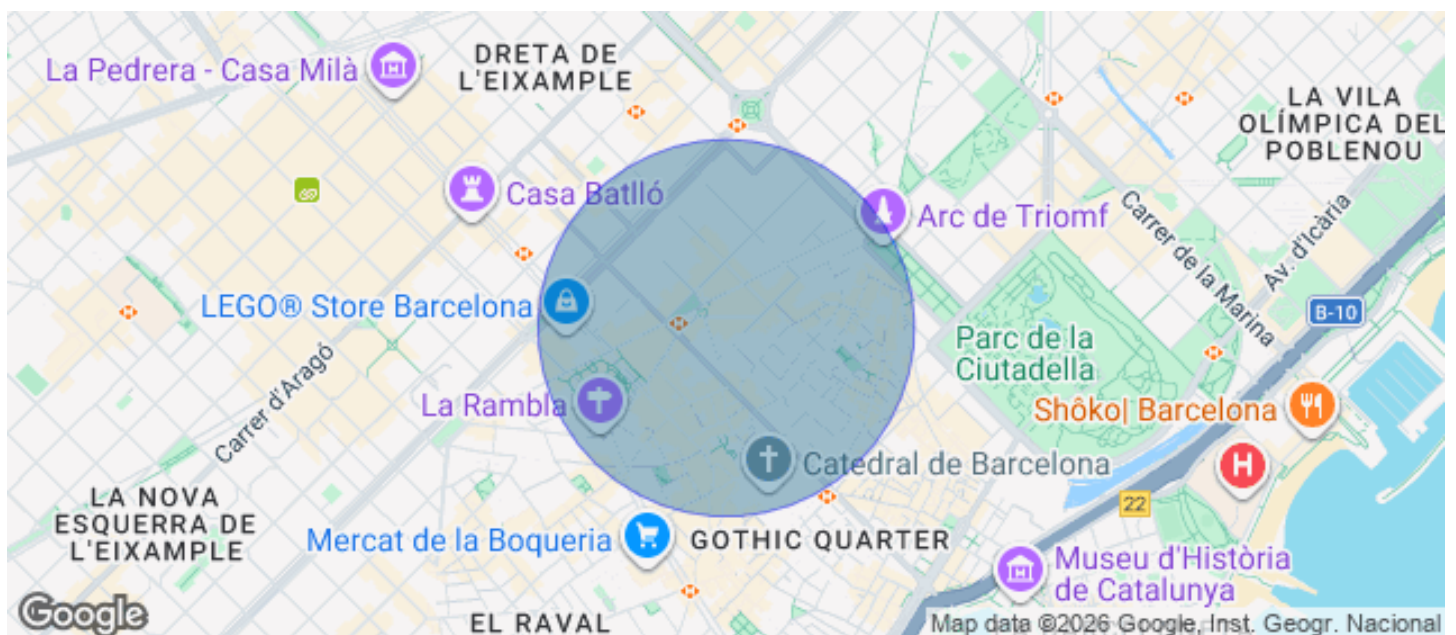 DRETA DE
L'EIXAMPLE
La Pedrera - Casa Milà
LA VILA
OLÍMPICA DEL
POBLENOU
Casa Batlló
Arc de Triomf
Carrer de la Marina
Av. d'Icària
LEGO® Store Barcelona
B-10
Parc de la
Ciutadella
Carrer d'Aragó
La Rambla
Shôko| Barcelona
Catedral de Barcelona
H
22
LA NOVA
ESQUERRA DE
L'EIXAMPLE
Mercat de la Boqueria
GOTHIC QUARTER
Museu d'Història
de Catalunya
Google
EL RAVAL
Map data ©2026 Google, Inst. Geogr. Nacional